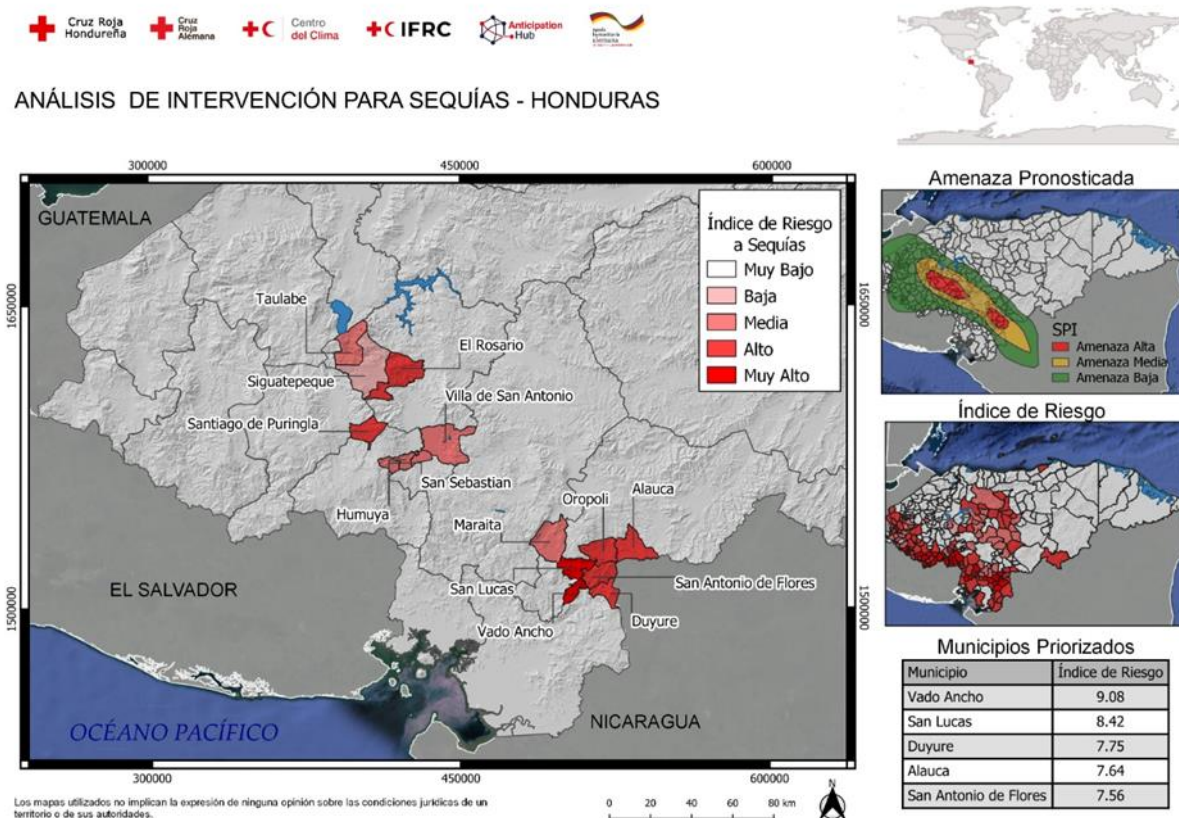 Cruz Roja
Hondureña
Cruz
Roja
Alemana
Centro
del Clima
IFRC
Anticipation
Hub
ANÁLISIS DE INTERVENCIÓN PARA SEQUÍAS - HONDURAS
300000
450000
600000
GUATEMALA
Índice de Riesgo
a Sequías
Muy Bajo
Baja
Media
Alto
Muy Alto
1650000
1650000
Taulabe
El Rosario
Siguatepeque
Villa de San Antonio
Santiago de Puringla
San Sebastian
Humuya
Oropoli
Alauca
Maraita
San Lucas
San Antonio de Flores
Vado Ancho
Duyure
EL SALVADOR
1500000
1500000
NICARAGUA
OCÉANO PACÍFICO
300000
450000
600000
Los mapas utilizados no implican la expresión de ninguna opinión sobre las condiciones jurídicas de un
territorio o de sus autoridades.
0 20 40 60 80 km
N
Amenaza Pronosticada
SPI
Amenaza Alta
Amenaza Media
Amenaza Baja
Índice de Riesgo
Municipios Priorizados
Municipio Índice de Riesgo
Vado Ancho 9.08
San Lucas 8.42
Duyure 7.75
Alauca 7.64
San Antonio de Flores 7.56